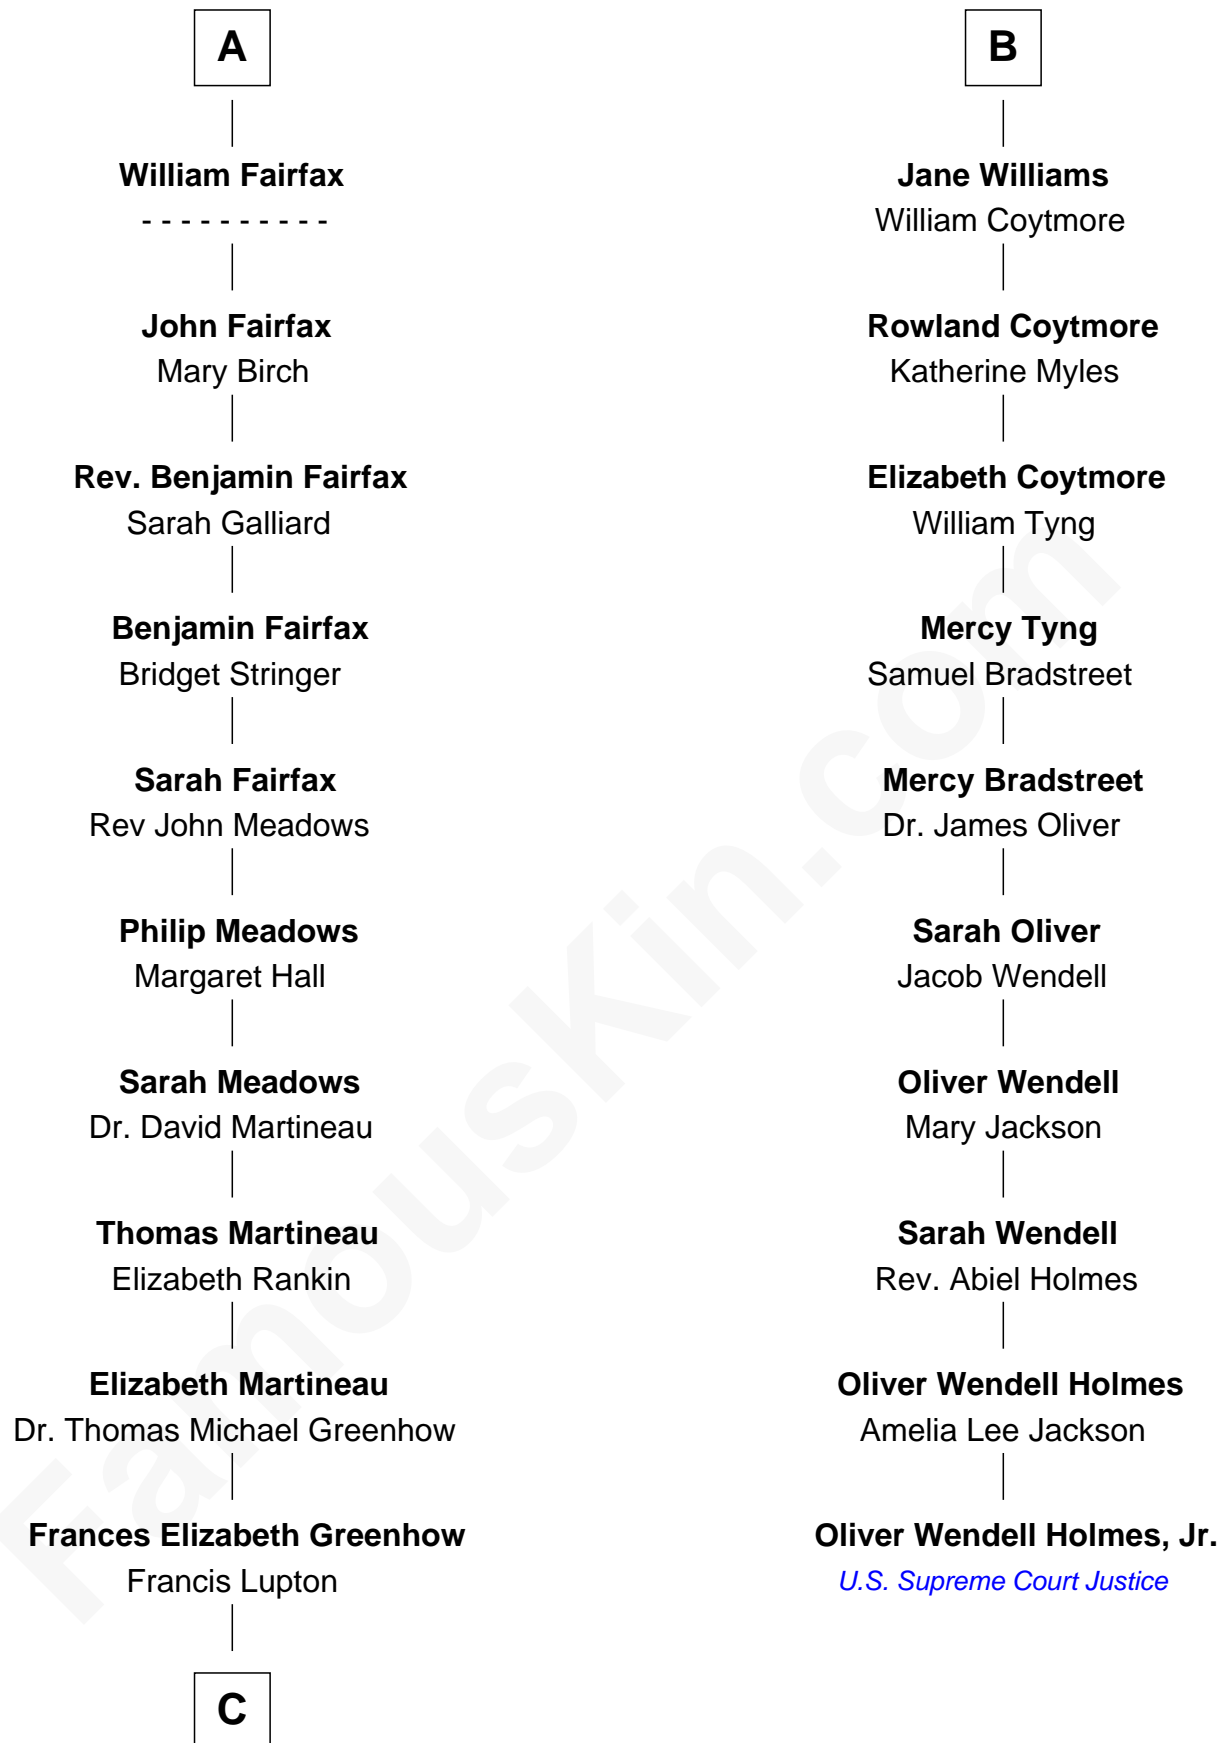 A
William Fairfax
- - - - - - - - - -
John Fairfax
Mary Birch
Rev. Benjamin Fairfax
Sarah Galliard
Benjamin Fairfax
Bridget Stringer
Sarah Fairfax
Rev John Meadows
Philip Meadows
Margaret Hall
Sarah Meadows
Dr. David Martineau
Thomas Martineau
Elizabeth Rankin
Elizabeth Martineau
Dr. Thomas Michael Greenhow
Frances Elizabeth Greenhow
Francis Lupton
C
B
Jane Williams
William Coytmore
Rowland Coytmore
Katherine Myles
Elizabeth Coytmore
William Tyng
Mercy Tyng
Samuel Bradstreet
Mercy Bradstreet
Dr. James Oliver
Sarah Oliver
Jacob Wendell
Oliver Wendell
Mary Jackson
Sarah Wendell
Rev. Abiel Holmes
Oliver Wendell Holmes
Amelia Lee Jackson
Oliver Wendell Holmes, Jr.
U.S. Supreme Court Justice
FamousKin.com